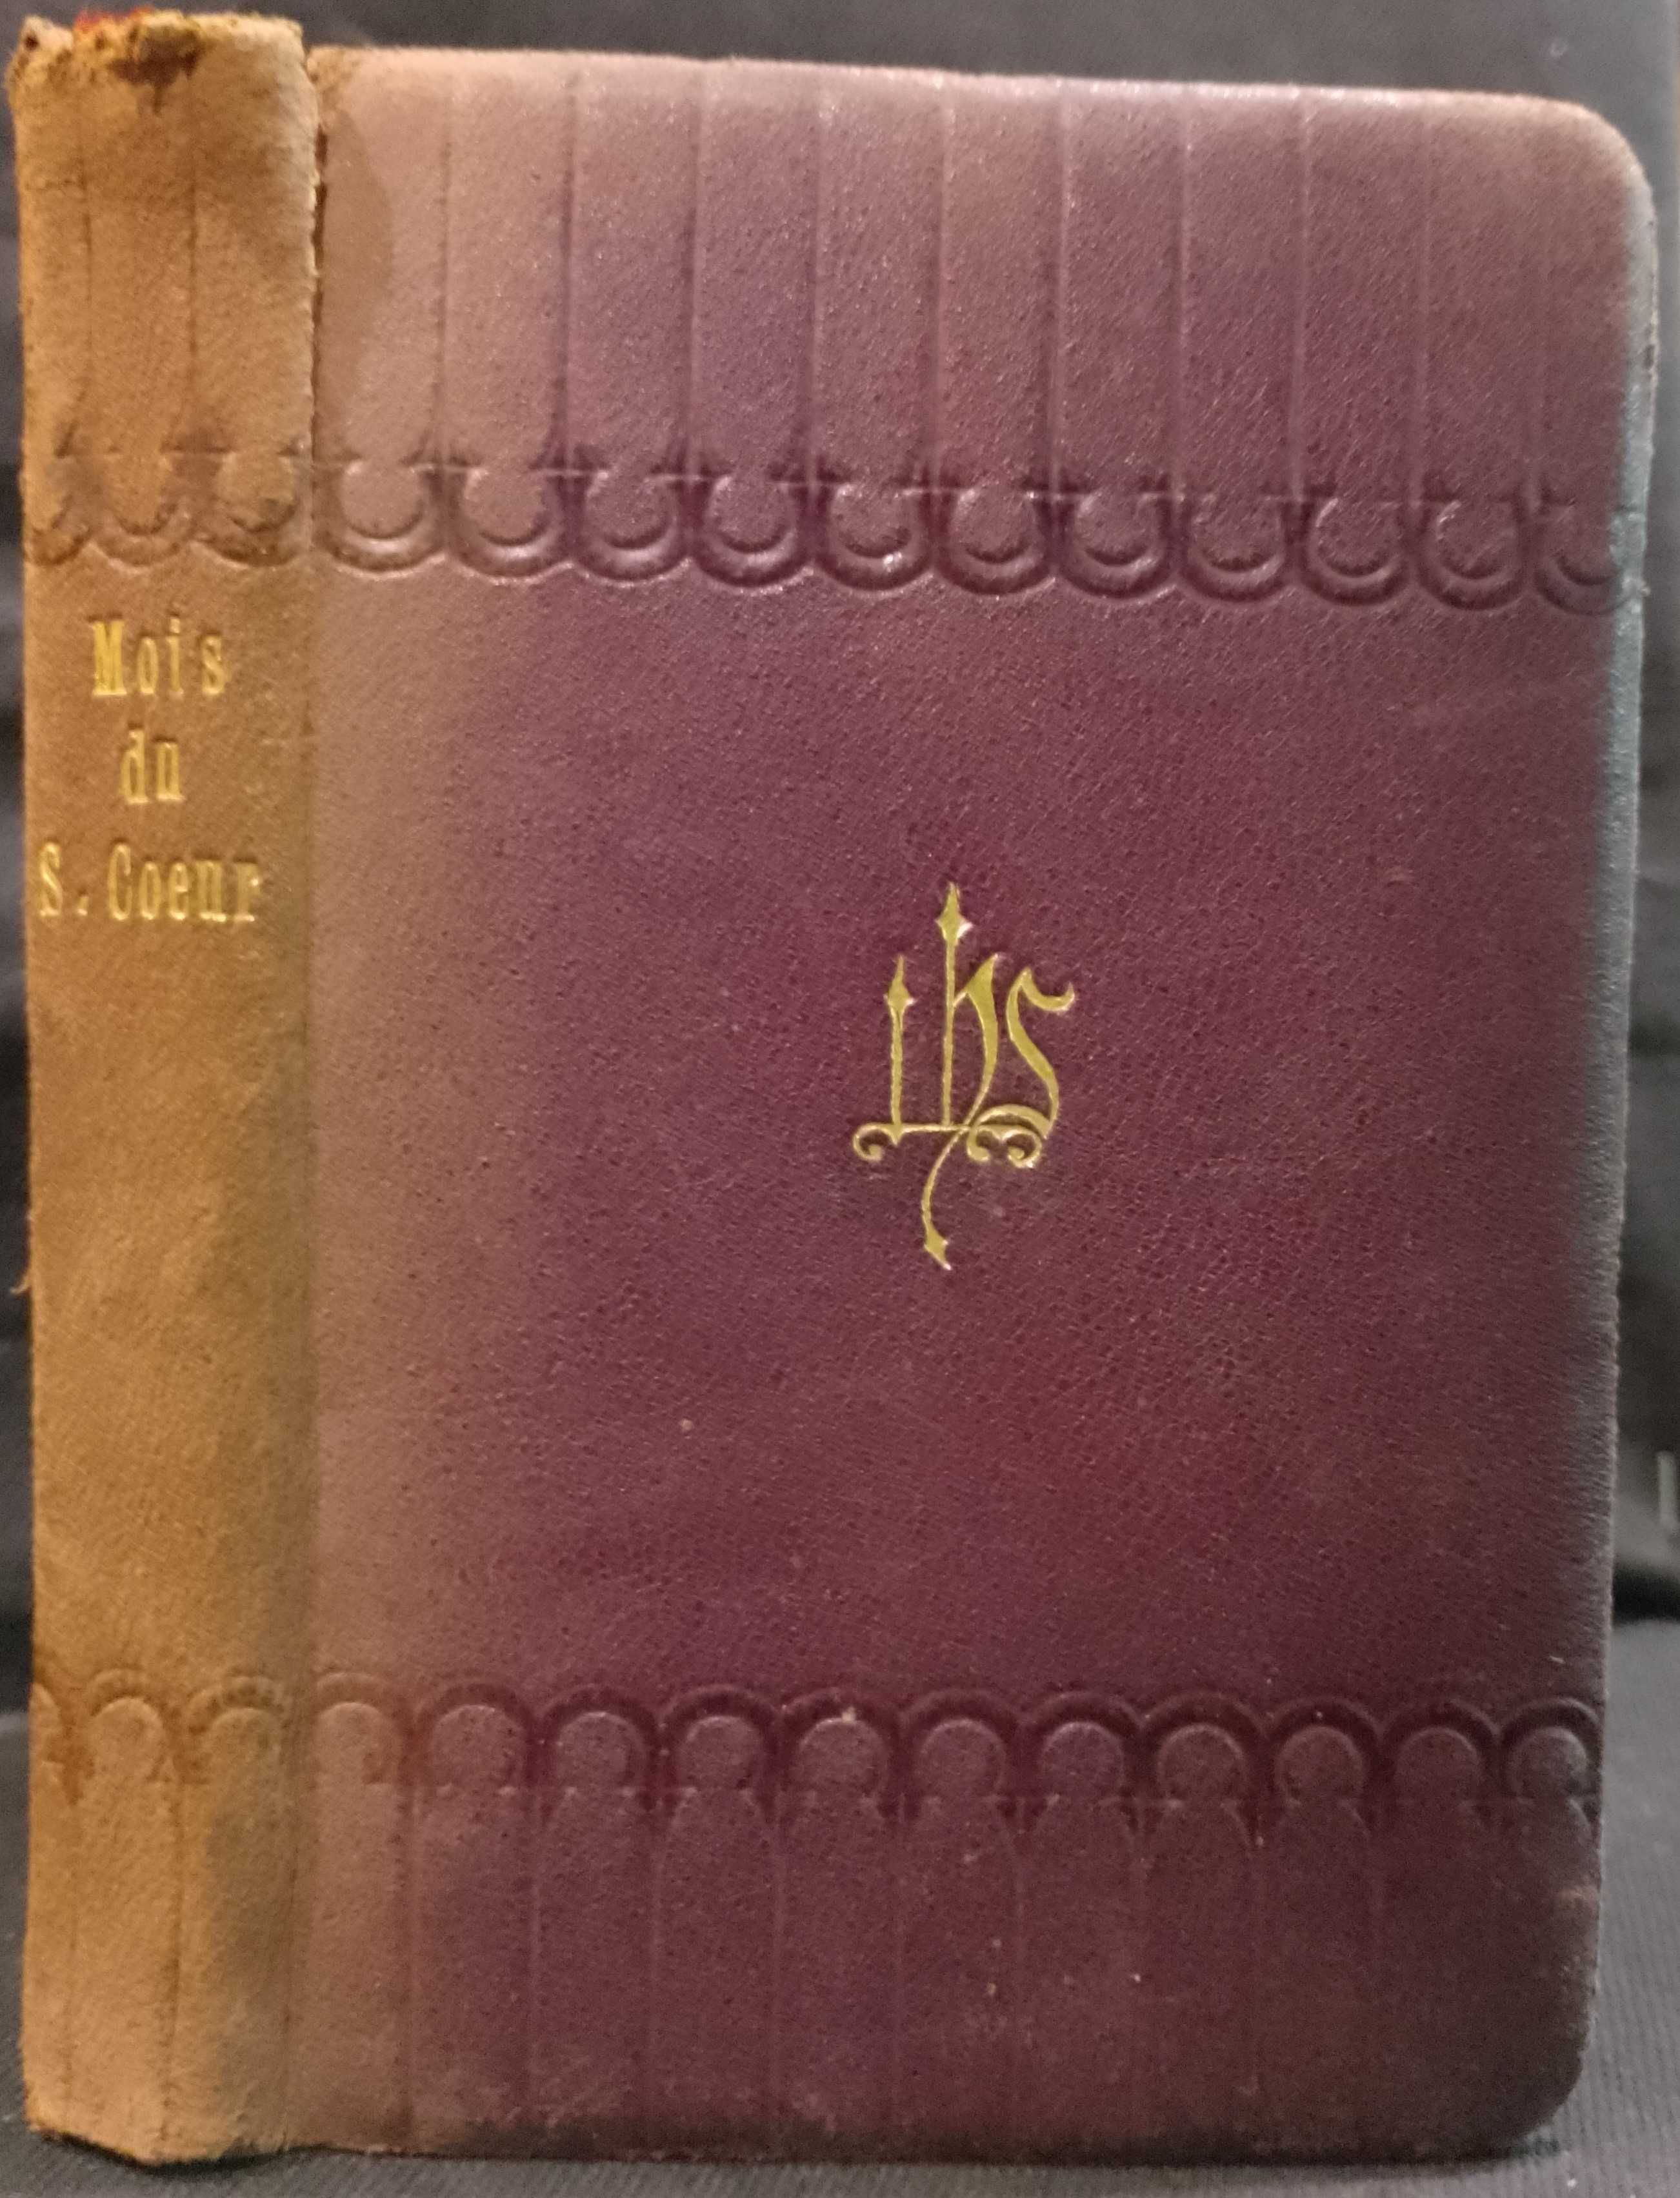 Mois
du
S. Coeur
ihs